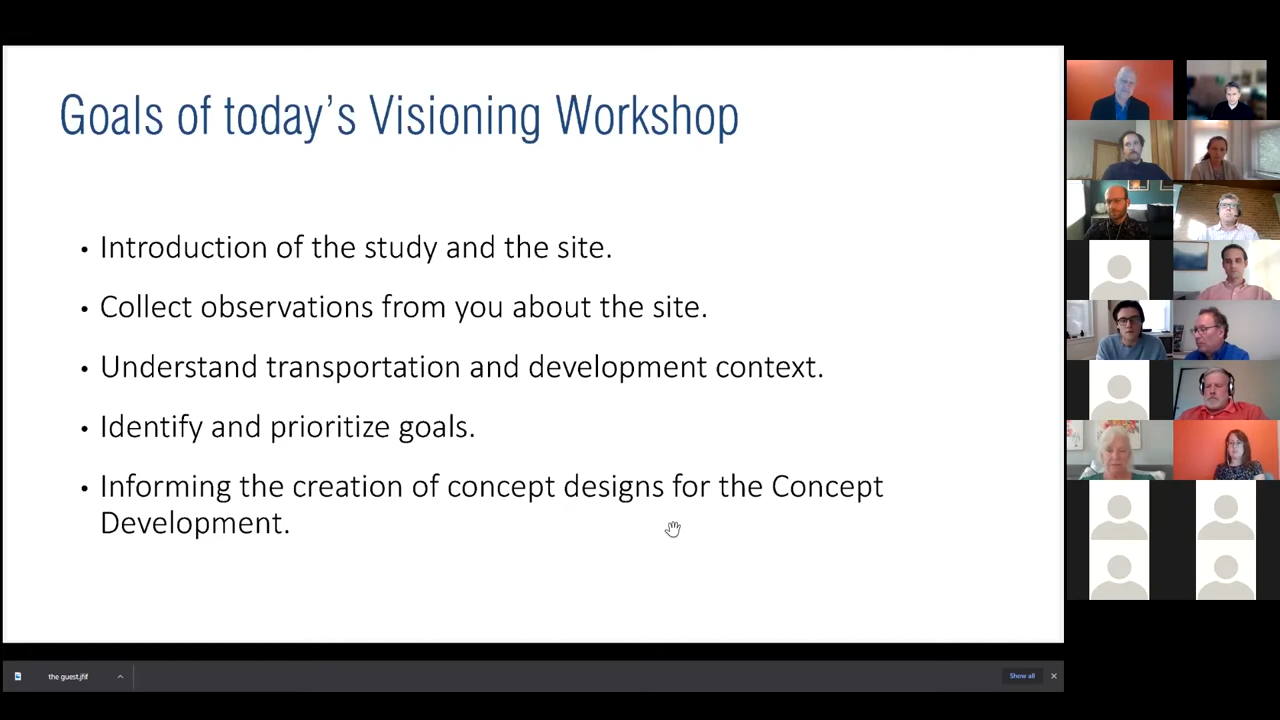 Goals of today's Visioning Workshop
• Introduction of the study and the site.
• Collect observations from you about the site.
• Understand transportation and development context.
• Identify and prioritize goals.
• Informing the creation of concept designs for the Concept
Development.
the guest.jfif
Show all